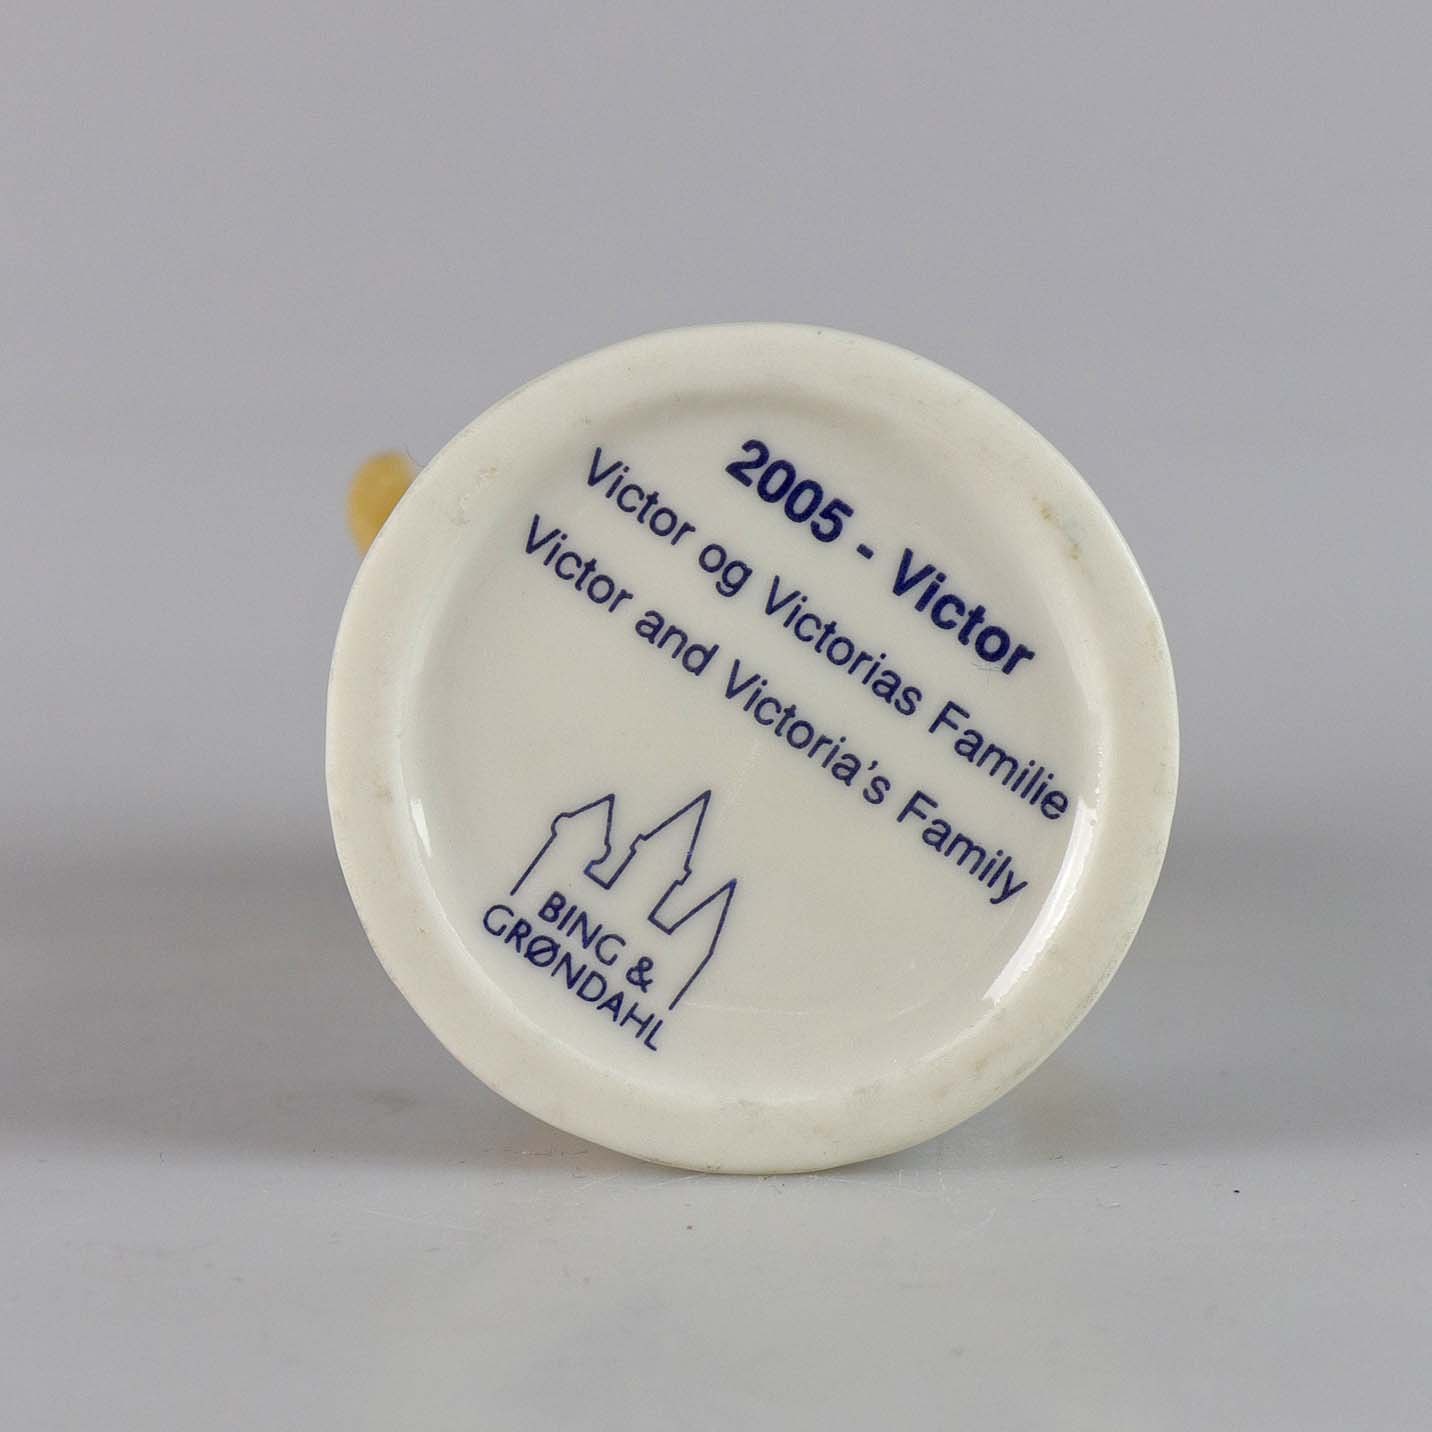 2005 - Victor
Victor og Victorias Familie
Victor and Victoria's Family
BING &
GRØNDAHL